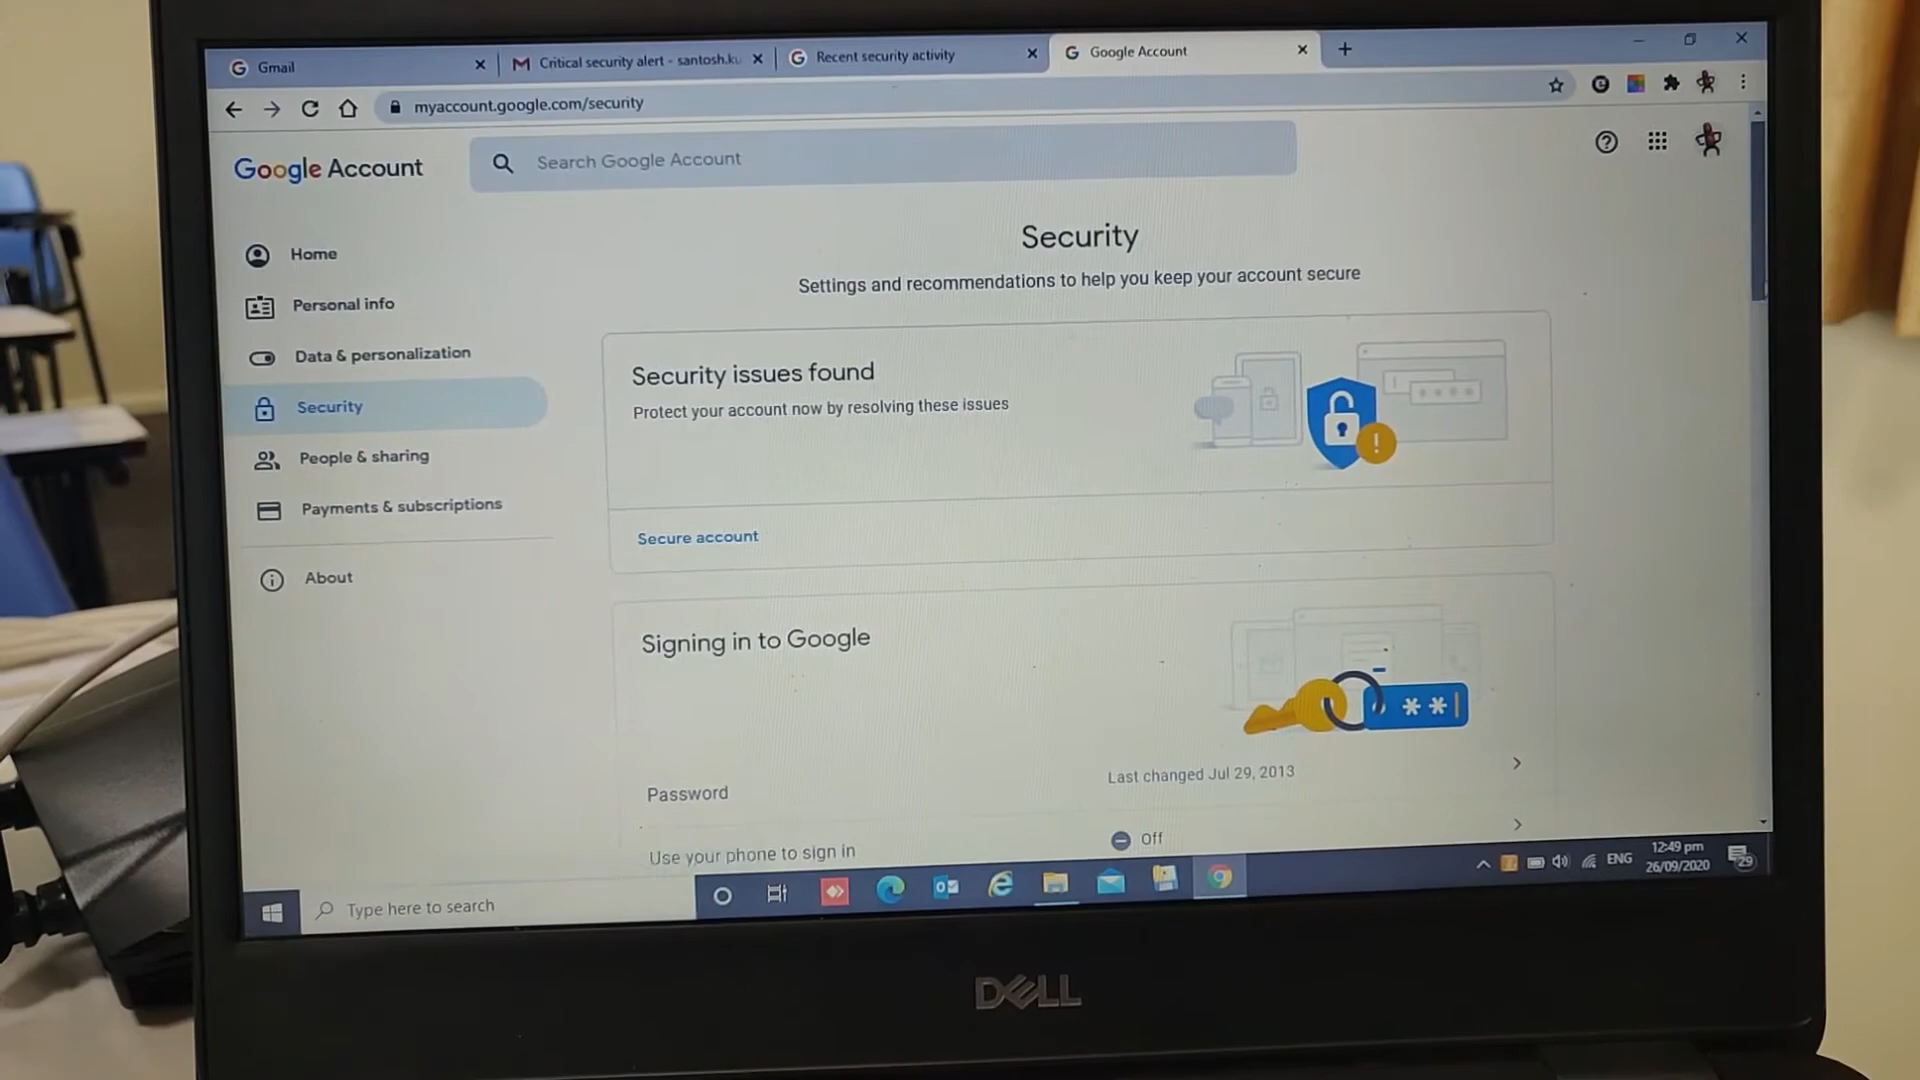 Gmail
Critical security alert - santosh.ku
Recent security activity
Google Account
myaccount.google.com/security
Google Account
Search Google Account
Home
Personal info
Data & personalization
Security
People & sharing
Payments & subscriptions
About
Security
Settings and recommendations to help you keep your account secure
Security issues found
Protect your account now by resolving these issues
Secure account
Signing in to Google
**
Password
Last changed Jul 29, 2013
Use your phone to sign in
Off
Type here to search
ENG
12:49 pm
26/09/2020
29
DELL